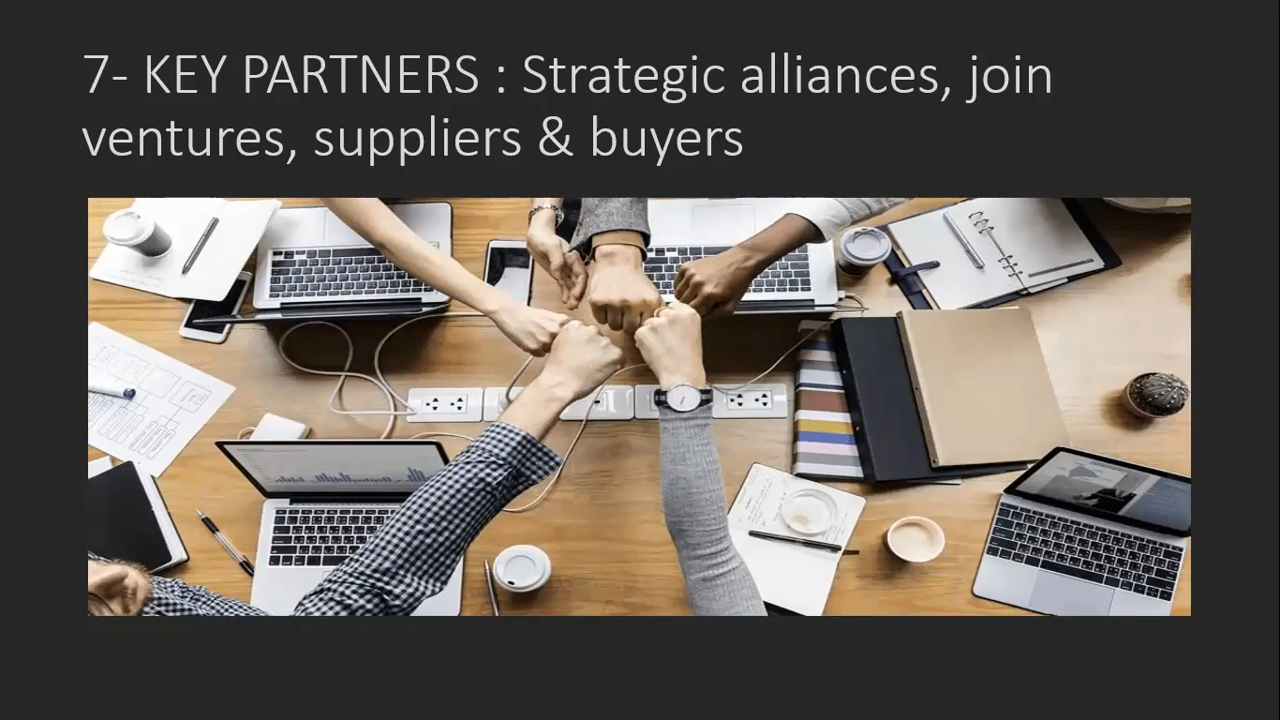 7- KEY PARTNERS : Strategic alliances, join
ventures, suppliers & buyers